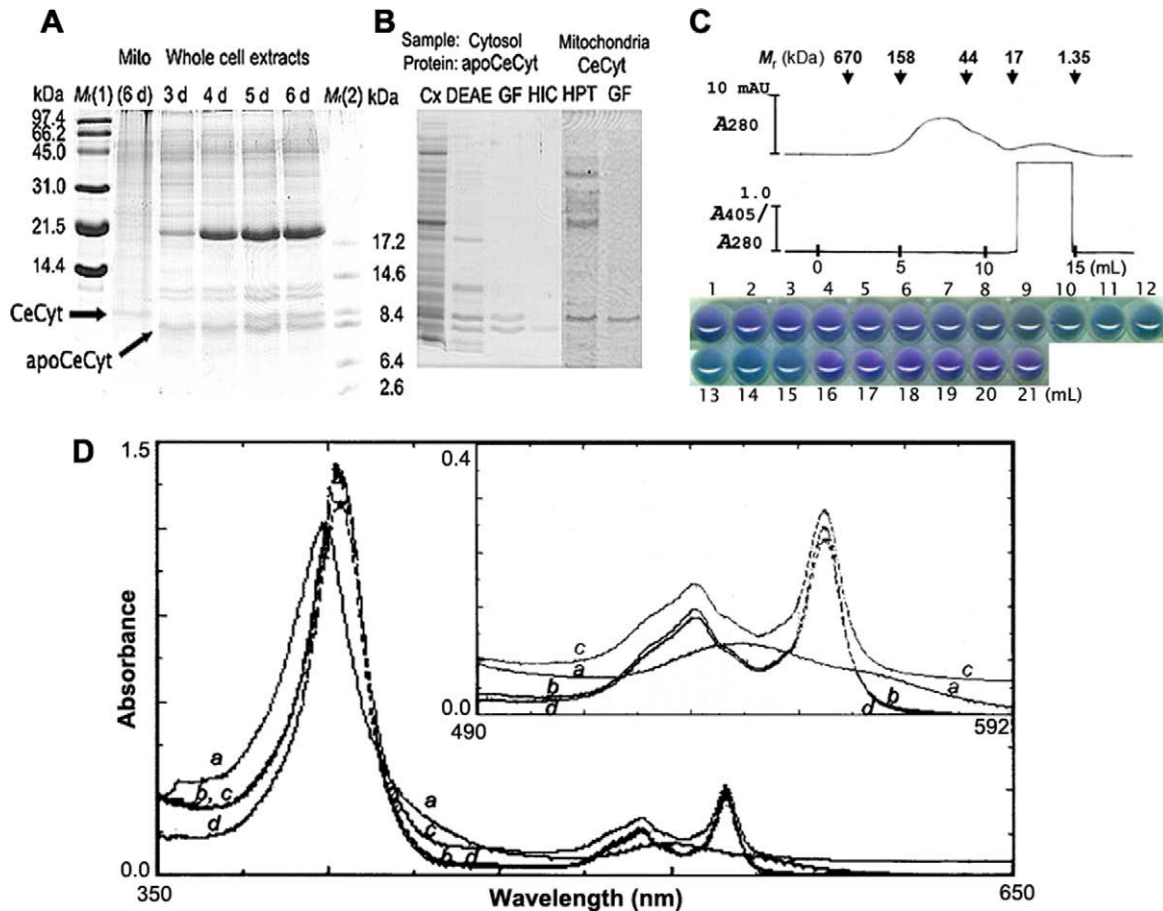 A
Mito Whole cell extracts
kDa Mr(1) (6 d) 3 d 4 d 5 d 6 d Mr(2) kDa
97.4
66.2
45.0
31.0
21.5
14.4
CeCyt
apoCeCyt
17.2
14.6
8.4
6.4
2.6
B
Sample: Cytosol Mitochondria
Protein: apoCeCyt CeCyt
Cx DEAE GF HIC HPT GF
C
Mr (kDa) 670 158 44 17 1.35
10 mAU
A280
1.0
A405/
A280
0 5 10 15 (mL)
1 2 3 4 5 6 7 8 9 10 11 12
13 14 15 16 17 18 19 20 21 (mL)
D
1.5
Absorbance
0.0
350 Wavelength (nm) 650
a
b, c
d
a
c
b d
0.4
0.0
490 592
c
a
b
d
c
a
b
d